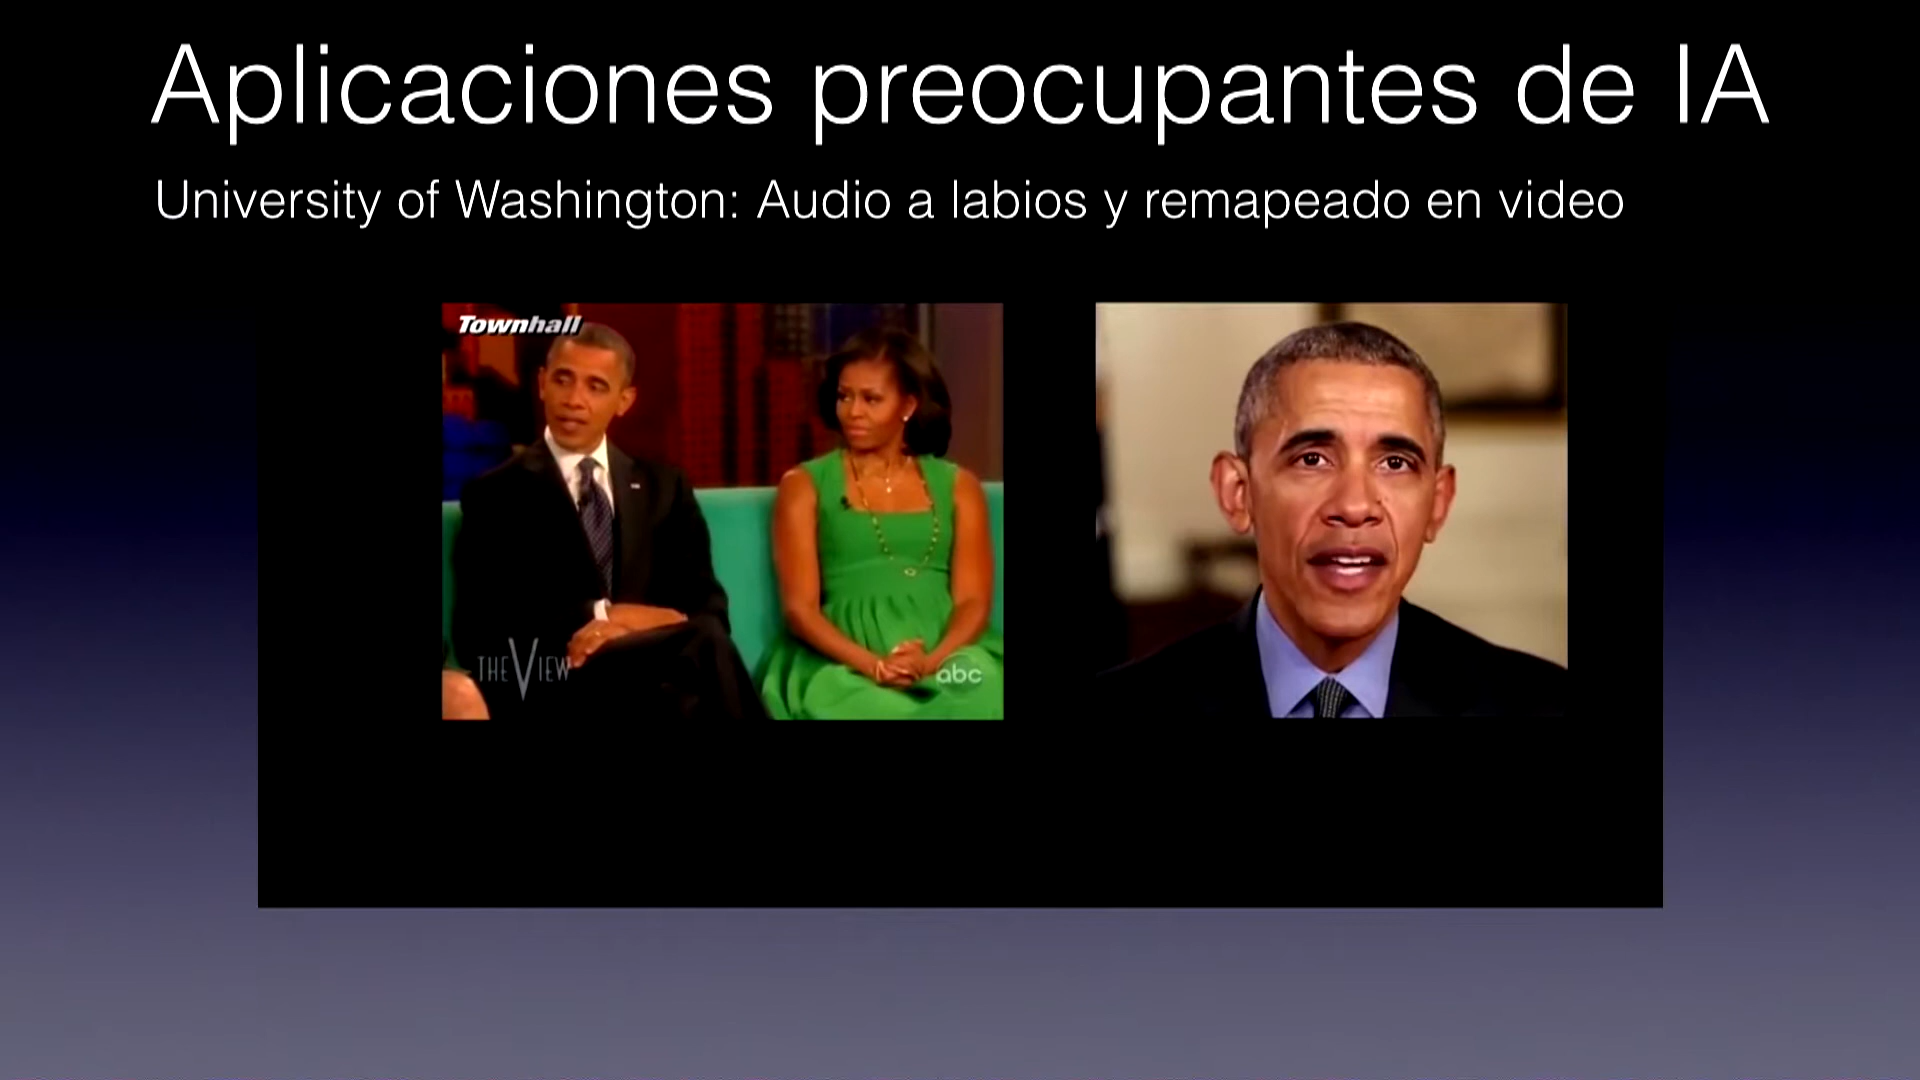 Aplicaciones preocupantes de IA
University of Washington: Audio a labios y remapeado en video
Townhall
THE VIEW
abc